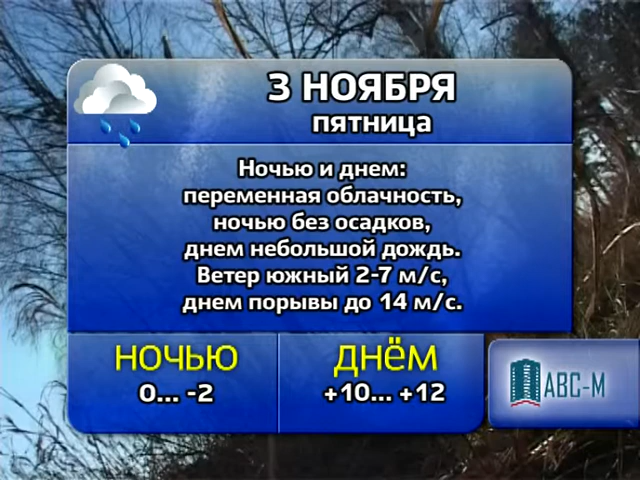 3 НОЯБРЯ
пятница
Ночью и днем:
переменная облачность,
ночью без осадков,
днем небольшой дождь.
Ветер южный 2-7 м/с,
днем порывы до 14 м/с.
НОЧЬЮ
0... -2
ДНЁМ
+10... +12
АВС-М